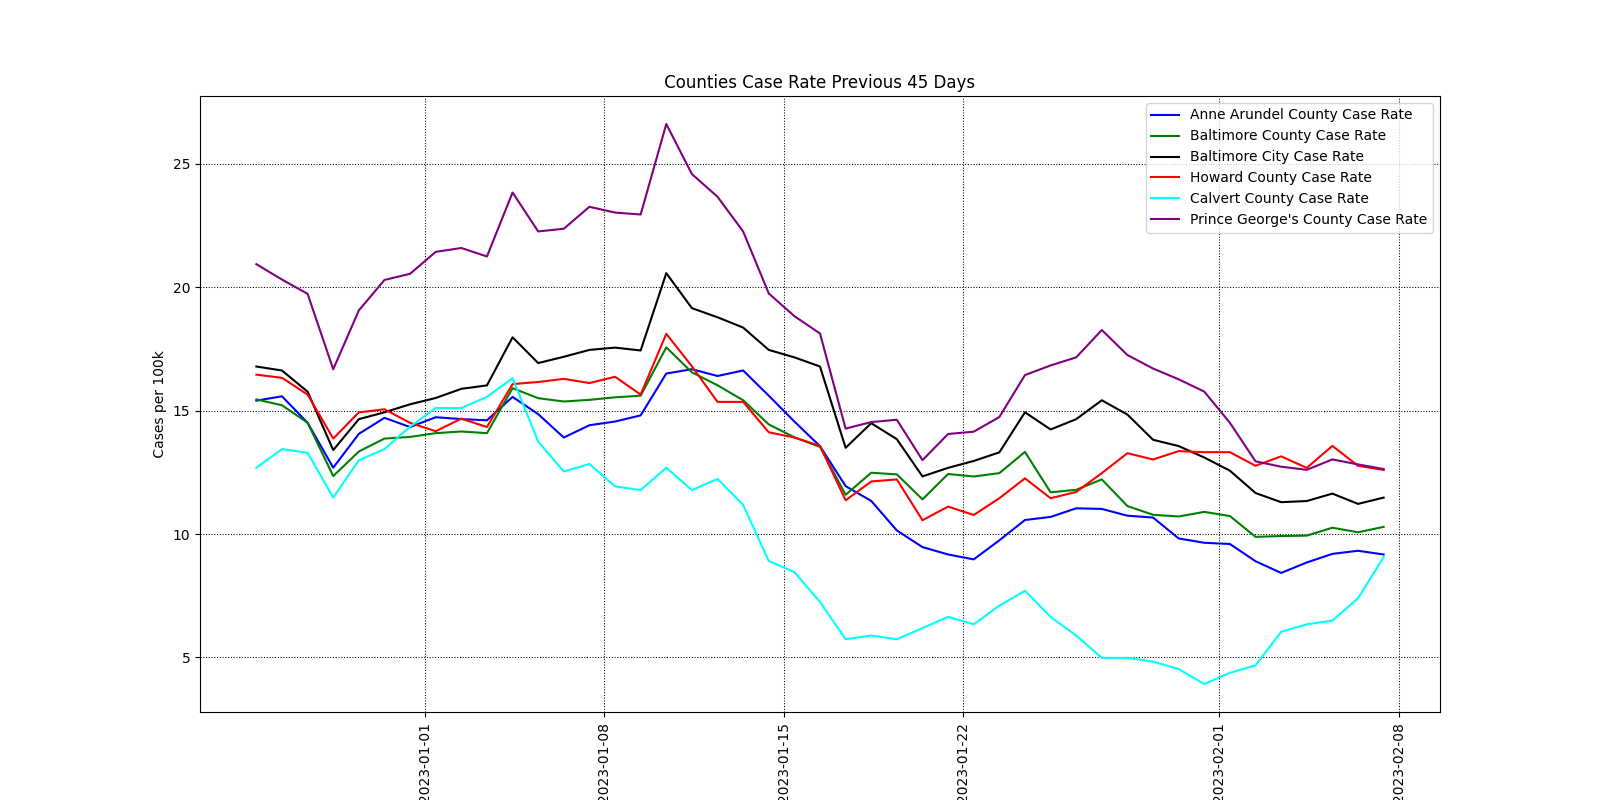 Counties Case Rate Previous 45 Days
Anne Arundel County Case Rate
Baltimore County Case Rate
Baltimore City Case Rate
Howard County Case Rate
Calvert County Case Rate
Prince George's County Case Rate
Cases per 100k
25
20
15
10
5
2023-01-01
2023-01-08
2023-01-15
2023-01-22
2023-02-01
2023-02-08